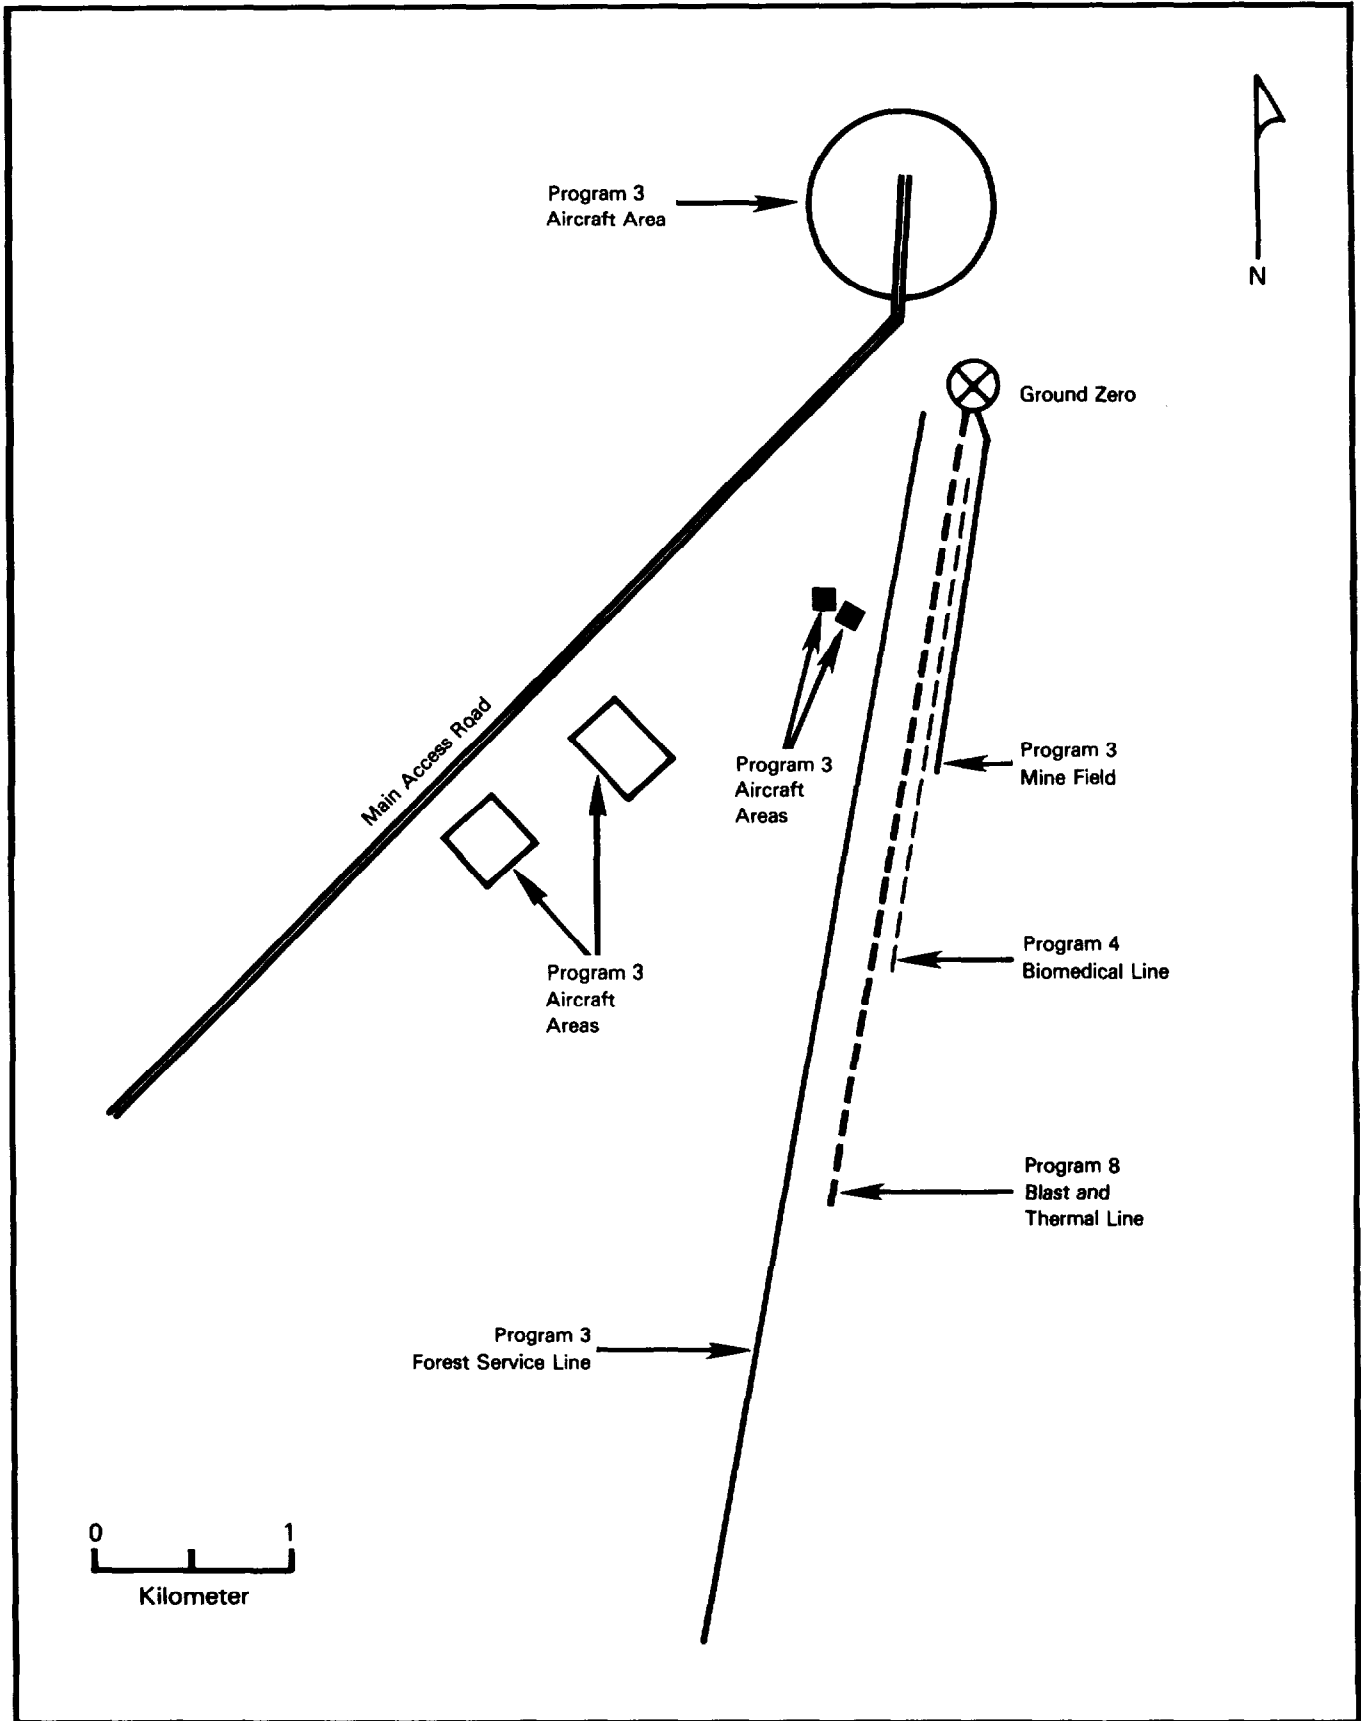 Program 3
Aircraft Area
N
Ground Zero
Main Access Road
Program 3
Aircraft
Areas
Program 3
Mine Field
Program 4
Biomedical Line
Program 3
Aircraft
Areas
Program 8
Blast and
Thermal Line
Program 3
Forest Service Line
0 1
Kilometer